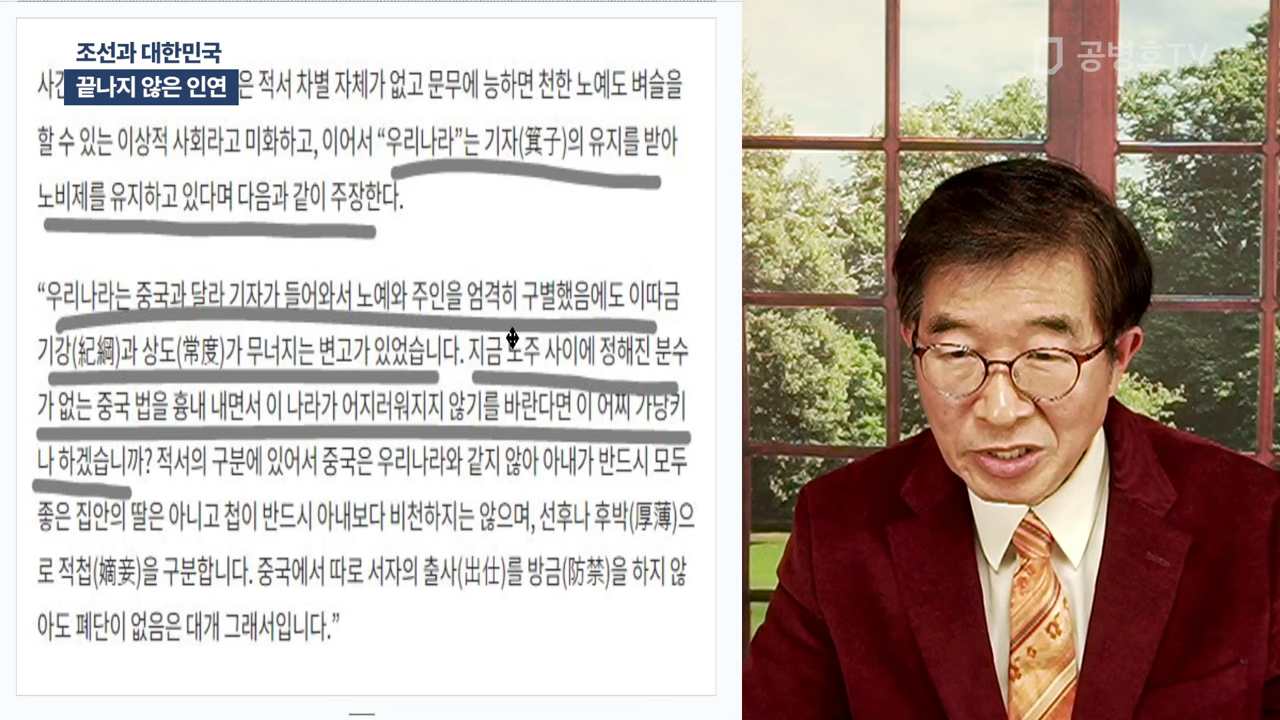 조선과 대한민국
끝나지 않은 인연
공병호TV
은 적서 차별 자체가 없고 문무에 능하면 천한 노예도 벼슬을
할 수 있는 이상적 사회라고 미화하고, 이어서 “우리나라”는 기자(箕子)의 유지를 받아
노비제를 유지하고 있다며 다음과 같이 주장한다.
“우리나라는 중국과 달라 기자가 들어와서 노예와 주인을 엄격히 구별했음에도 이따금
기강(紀綱)과 상도(常度)가 무너지는 변고가 있었습니다. 지금 노주 사이에 정해진 분수
가 없는 중국 법을 흉내 내면서 이 나라가 어지러워지지 않기를 바란다면 이 어찌 가당키
나 하겠습니까? 적서의 구분에 있어서 중국은 우리나라와 같지 않아 아내가 반드시 모두
좋은 집안의 딸은 아니고 첩이 반드시 아내보다 비천하지는 않으며, 선후나 후박(厚薄)으
로 적첩(嫡妾)을 구분합니다. 중국에서 따로 서자의 출사(出仕)를 방금(防禁)을 하지 않
아도 폐단이 없음은 대개 그래서입니다.”